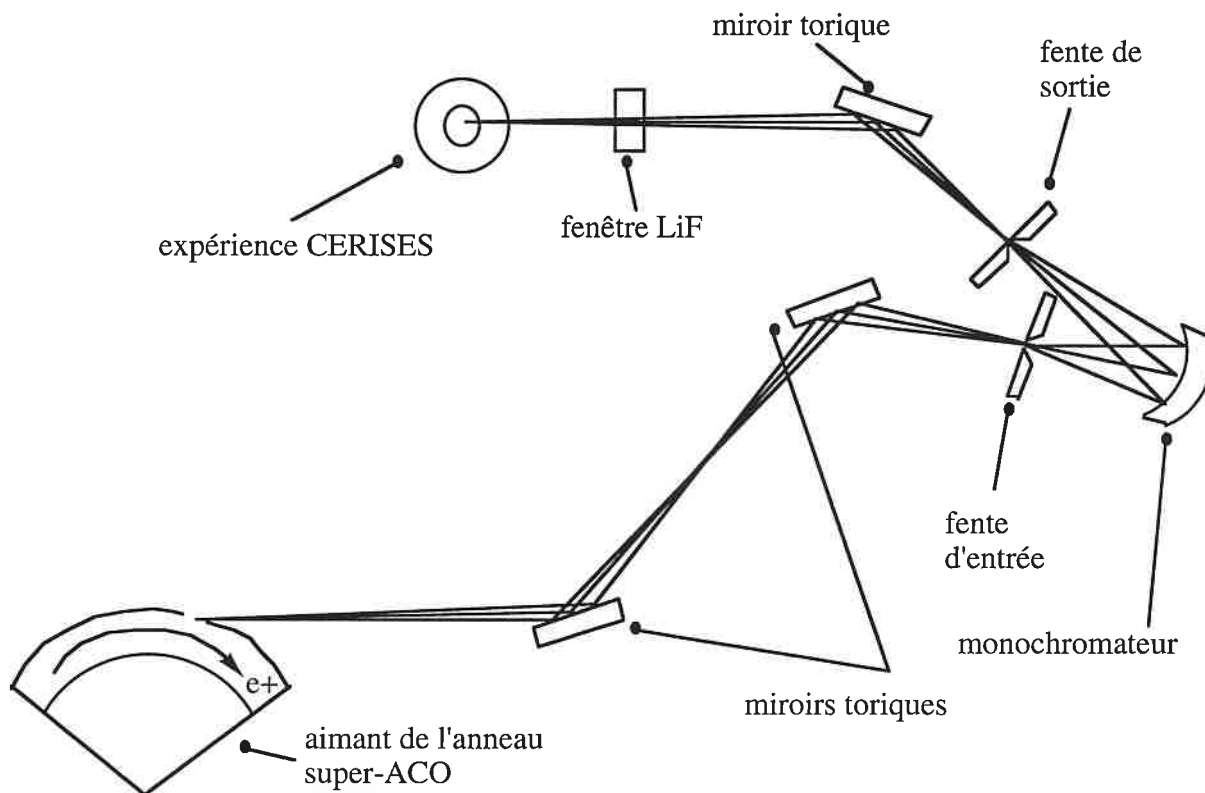 miroir torique
fente de
sortie
fenêtre LiF
expérience CERISES
fente
d'entrée
monochromateur
miroirs toriques
e+
aimant de l'anneau
super-ACO